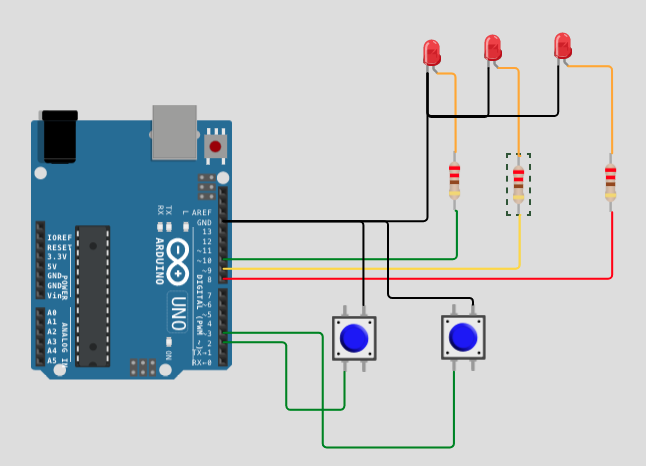 AREF
GND
13
12
~11
~10
~9
8
7
~6
~5
4
~3
2
TX→1
RX←0
DIGITAL (PWM ~)
RX
TX
L
ARDUINO
UNO
ON
IOREF
RESET
3.3V
5V
GND
GND
Vin
POWER
A0
A1
A2
A3
A4
A5
ANALOG IN